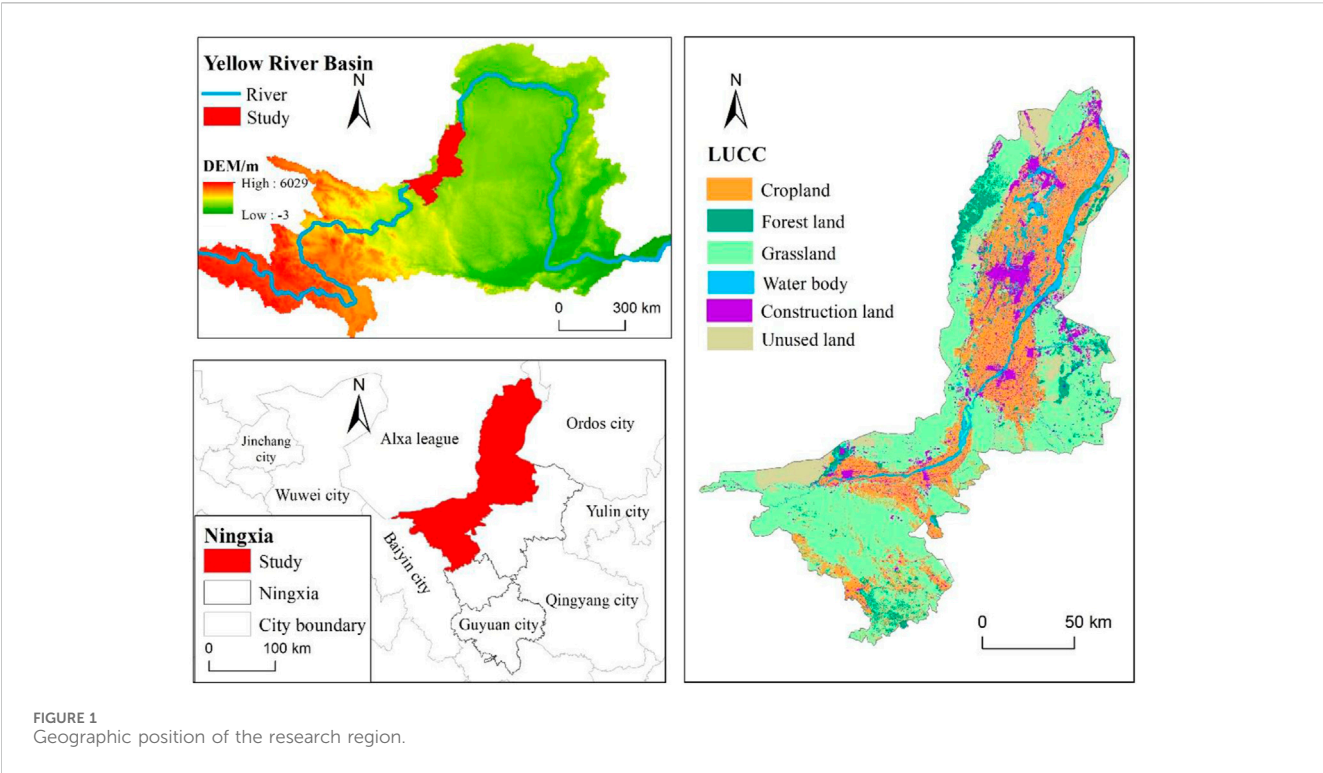 Yellow River Basin
N
River
Study
DEM/m
High : 6029
Low : -3
0 300 km
N
Jinchang
city
Alxa league
Ordos city
Wuwei city
Yulin city
Baiyin city
Qingyang city
Guyuan city
Ningxia
Study
Ningxia
City boundary
0 100 km
N
LUCC
Cropland
Forest land
Grassland
Water body
Construction land
Unused land
0 50 km
FIGURE 1
Geographic position of the research region.